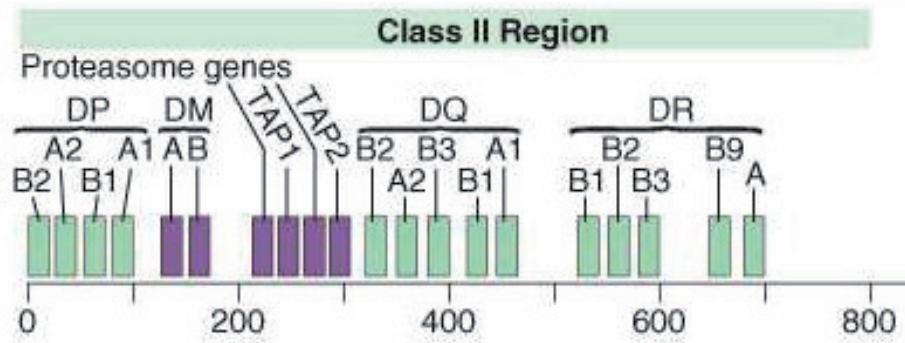 Class II Region
Proteasome genes
DP DM TAP1 TAP2 DQ DR
A2 A1 A B B2 B3 A1 B2 B9
B2 B1 A2 B1 B1 B3 A
0 200 400 600 800